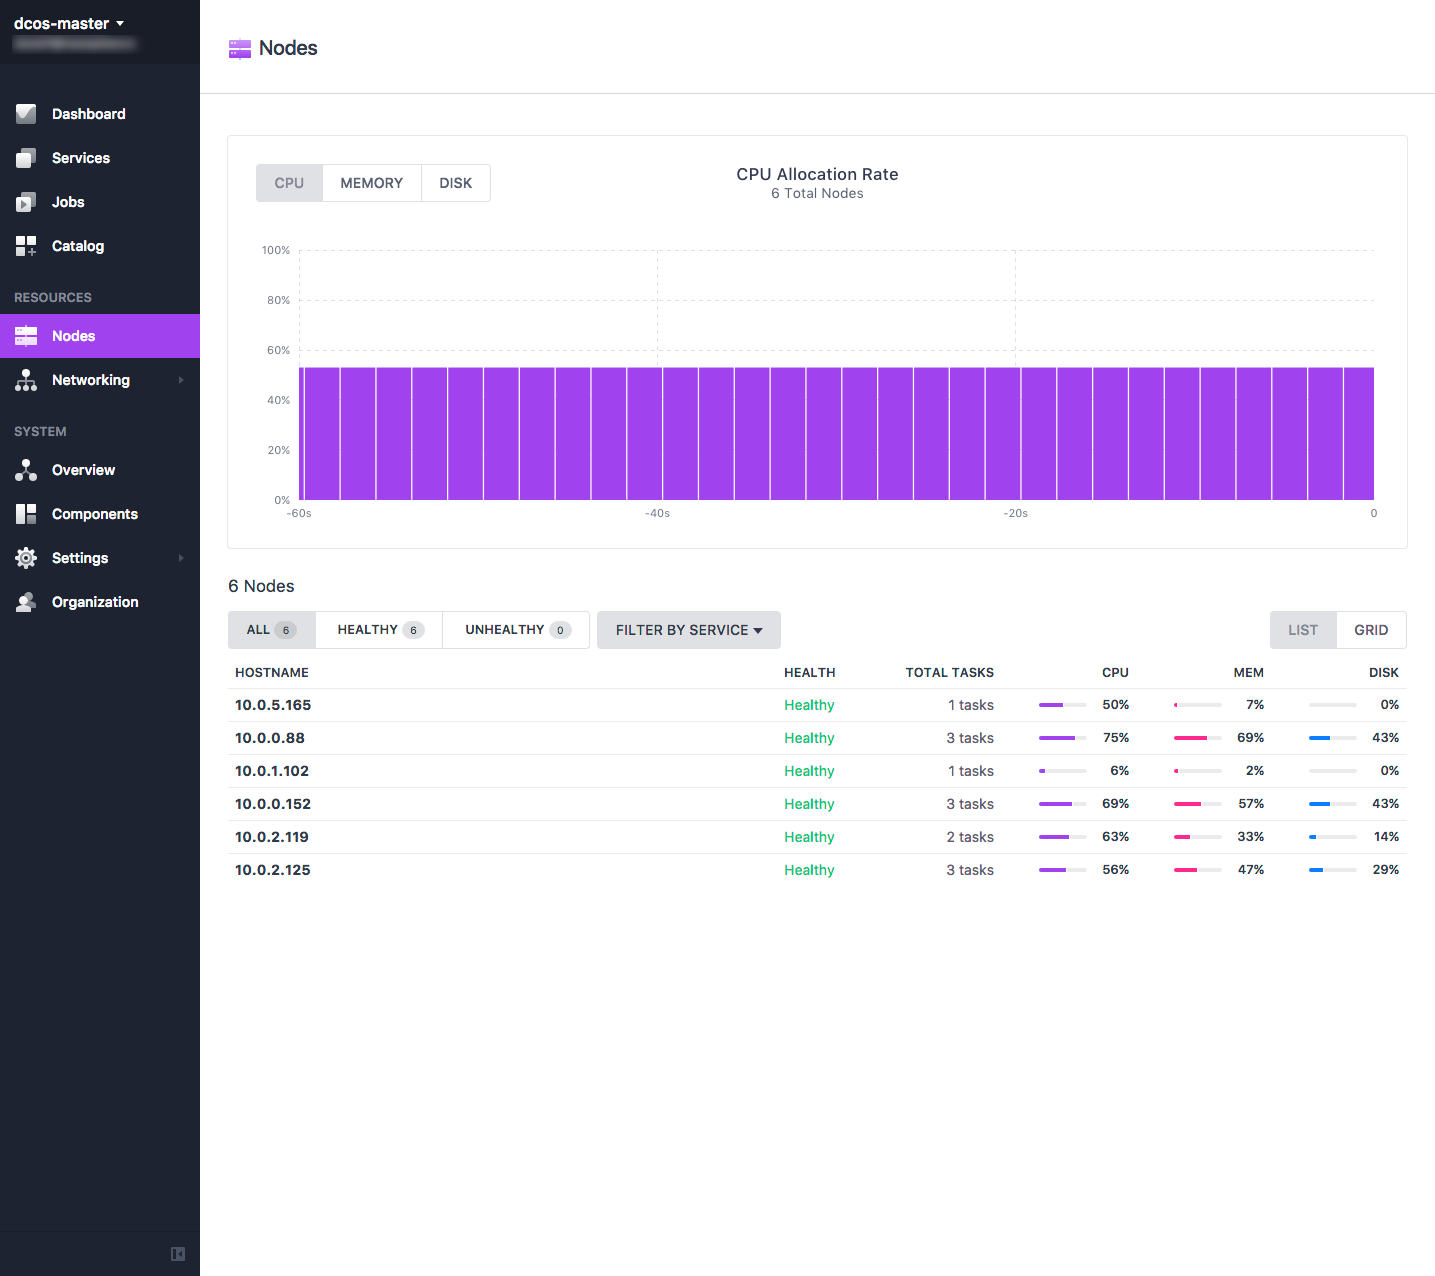 dcos-master
Nodes
Dashboard
Services
Jobs
Catalog
RESOURCES
Nodes
Networking
SYSTEM
Overview
Components
Settings
Organization
CPU MEMORY DISK
CPU Allocation Rate
6 Total Nodes
100%
80%
60%
40%
20%
0%
-60s -40s -20s 0
6 Nodes
ALL 6 HEALTHY 6 UNHEALTHY 0 FILTER BY SERVICE LIST GRID
HOSTNAME HEALTH TOTAL TASKS CPU MEM DISK
10.0.5.165 Healthy 1 tasks 50% 7% 0%
10.0.0.88 Healthy 3 tasks 75% 69% 43%
10.0.1.102 Healthy 1 tasks 6% 2% 0%
10.0.0.152 Healthy 3 tasks 69% 57% 43%
10.0.2.119 Healthy 2 tasks 63% 33% 14%
10.0.2.125 Healthy 3 tasks 56% 47% 29%